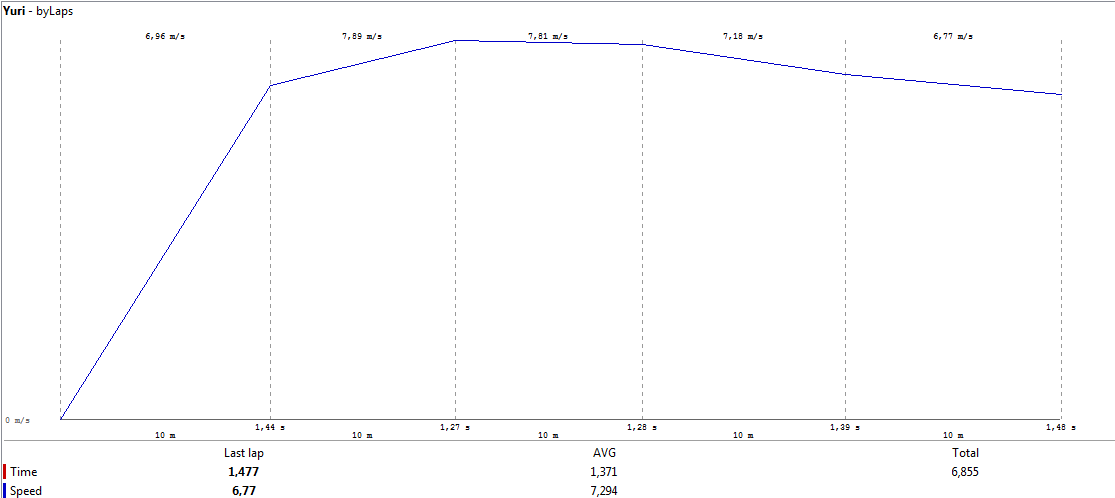 Yuri - byLaps
6,96 m/s 7,89 m/s 7,81 m/s 7,18 m/s 6,77 m/s
0 m/s
1,44 s 1,27 s 1,28 s 1,39 s 1,48 s
10 m 10 m 10 m 10 m 10 m
Last lap AVG Total
Time 1,477 1,371 6,855
Speed 6,77 7,294